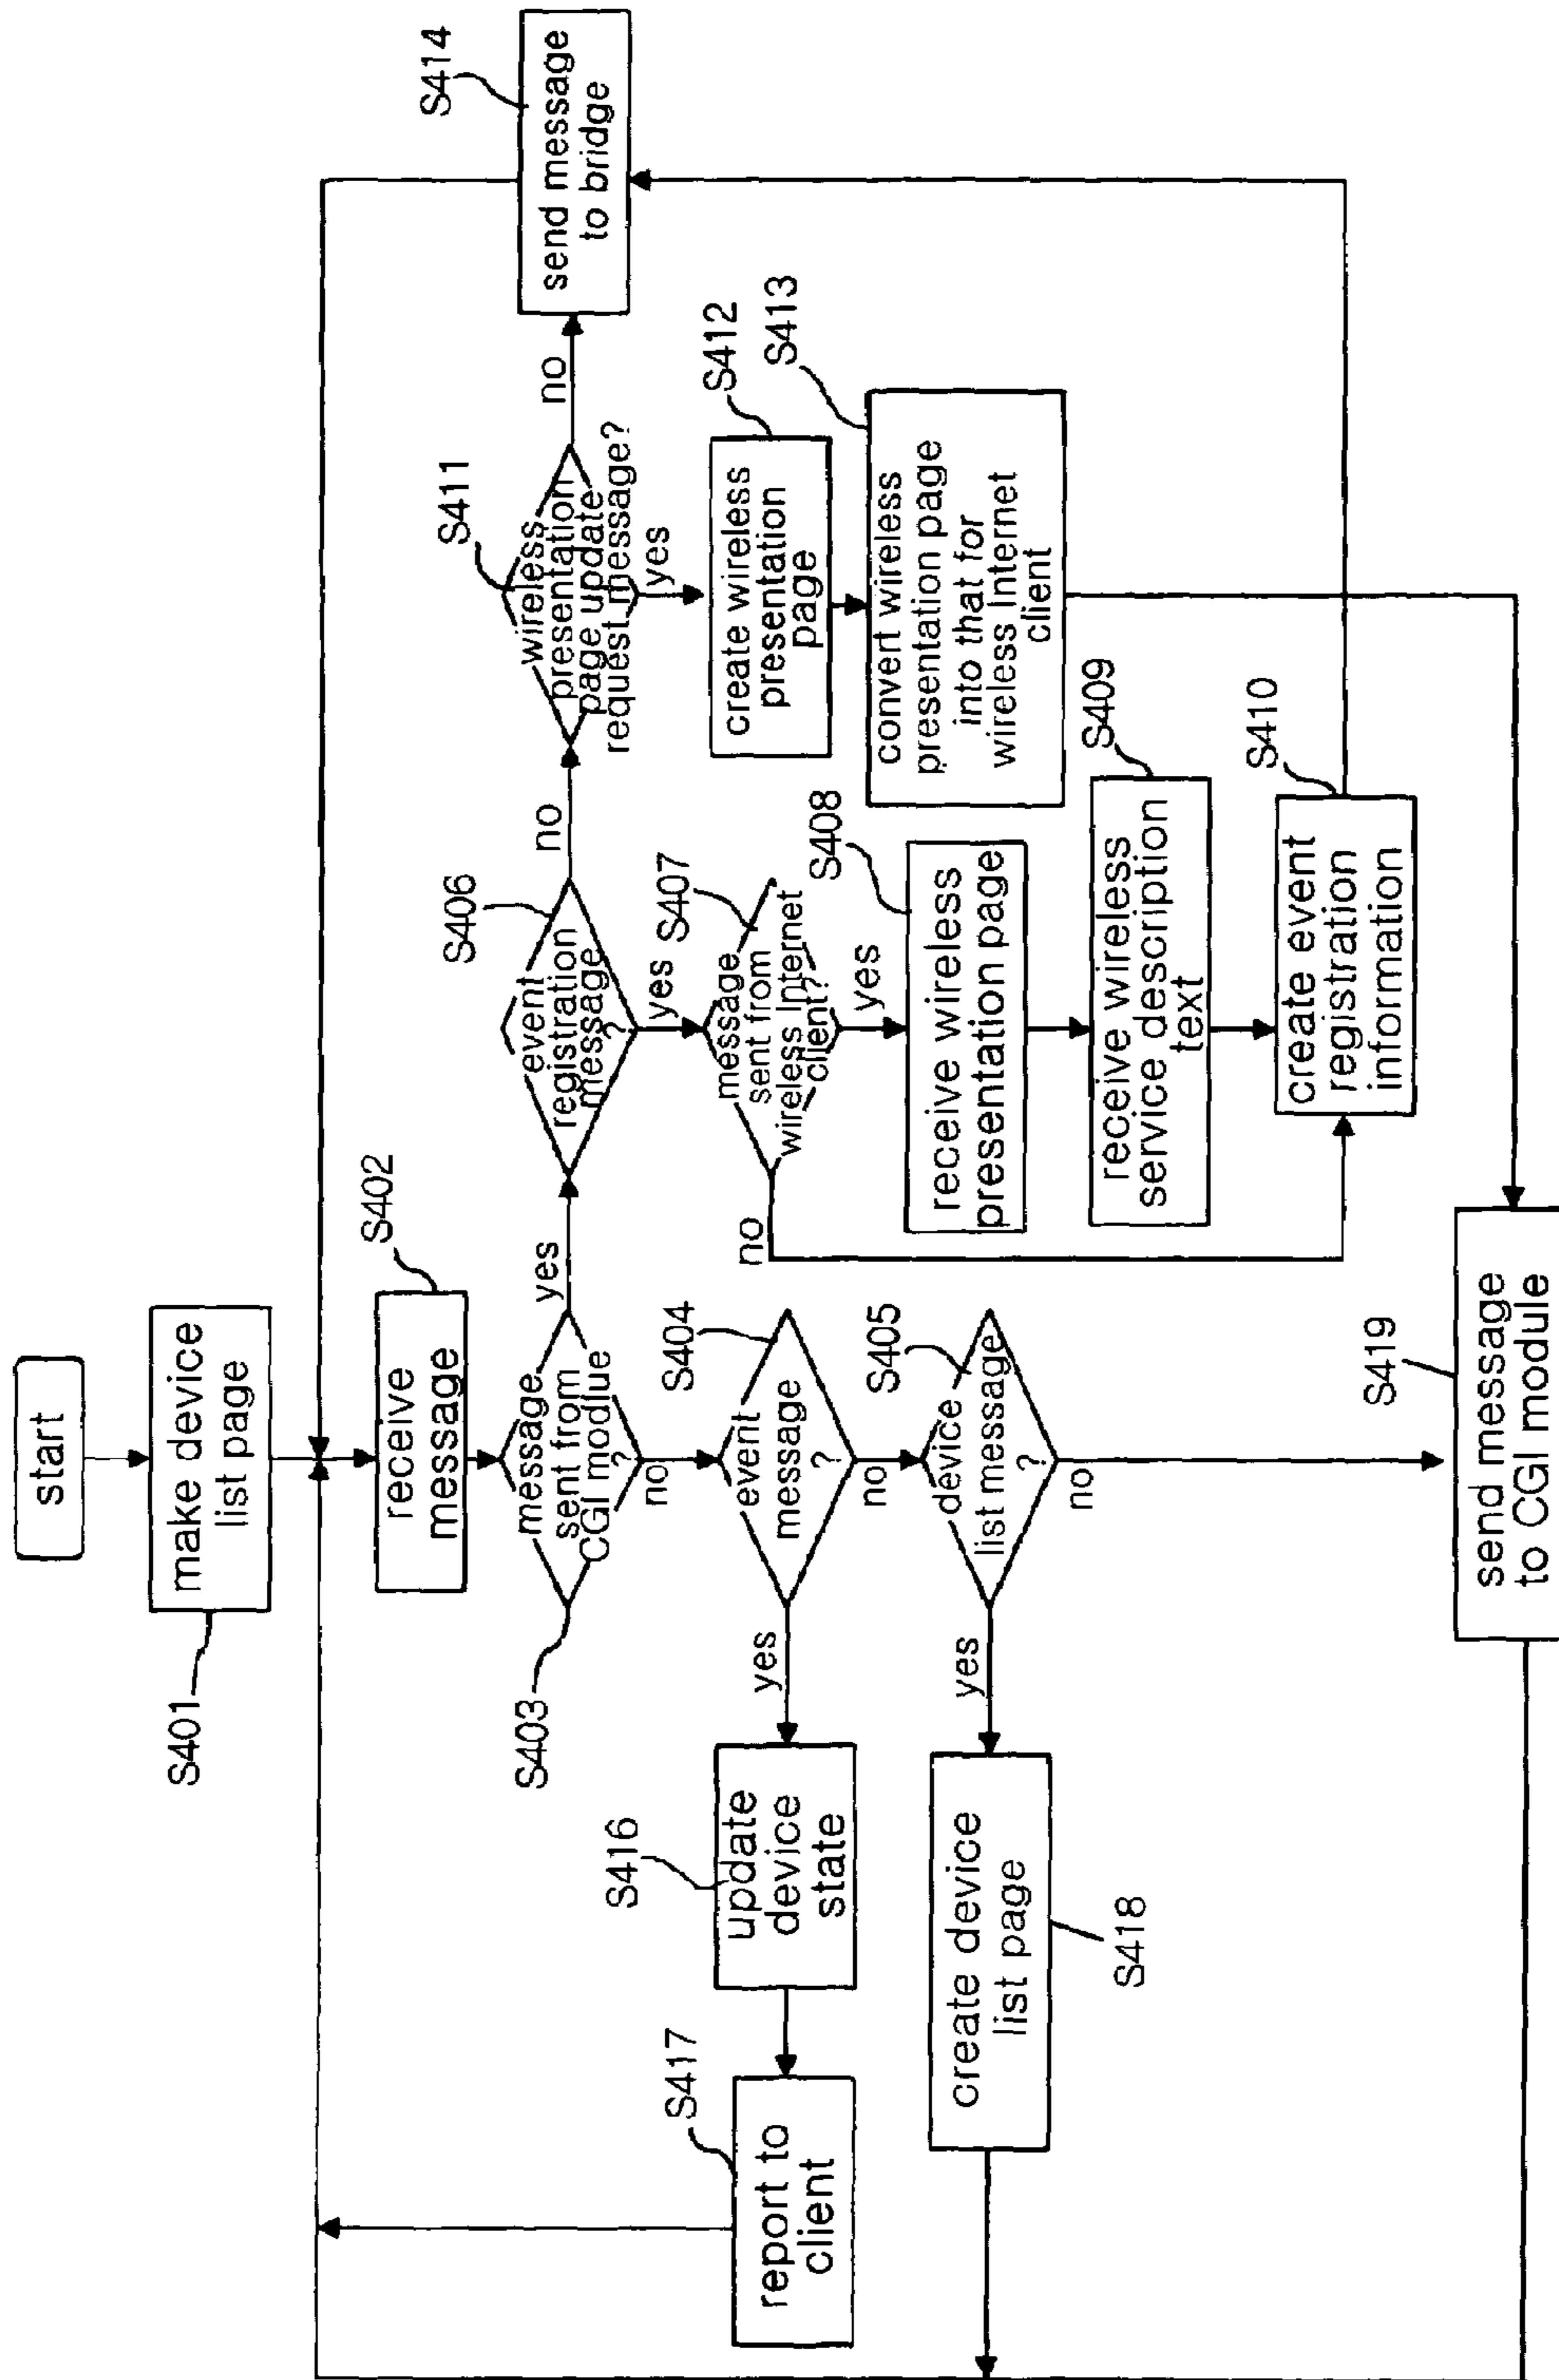 start
make device
list page
S401
receive
message
S402
message
sent from
CGI modlue
?
S403
yes
no
event
message
?
S404
yes
no
device
list message
?
S405
yes
no
event
registration
message
?
S406
no
yes
message
sent from
wireless Internet
client?
S407
no
yes
receive wireless
presentation page
S408
receive wireless
service description
text
S409
create event
registration
information
S410
wireless
presentation
page update
request message?
S411
no
yes
create wireless
presentation
page
S412
convert wireless
presentation page
into that for
wireless Internet
client
S413
send message
to bridge
S414
update
device
state
S416
report to
client
S417
create device
list page
S418
send message
to CGI module
S419